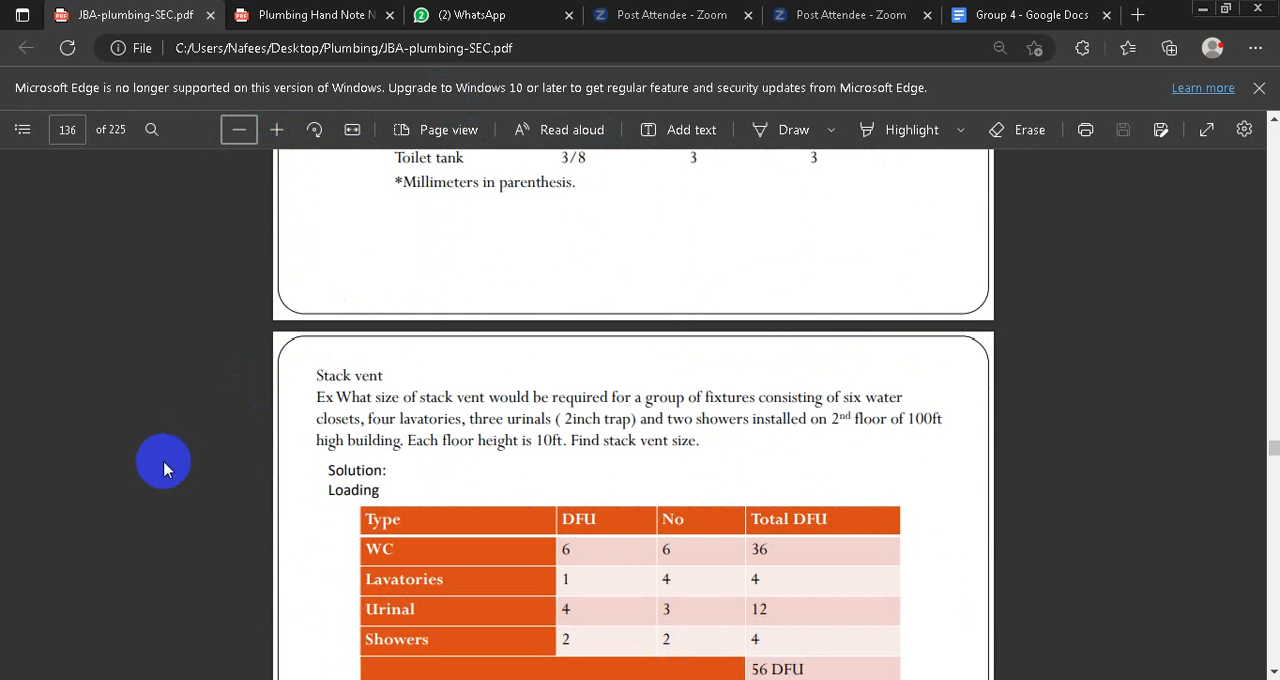 JBA-plumbing-SEC.pdf
Plumbing Hand Note N
(2) WhatsApp
Post Attendee - Zoom
Post Attendee - Zoom
Group 4 - Google Docs
File
C:/Users/Nafees/Desktop/Plumbing/JBA-plumbing-SEC.pdf
Microsoft Edge is no longer supported on this version of Windows. Upgrade to Windows 10 or later to get regular feature and security updates from Microsoft Edge.
Learn more
136 of 225
Page view
Read aloud
Add text
Draw
Highlight
Erase
Toilet tank 3/8 3 3
*Millimeters in parenthesis.
Stack vent
Ex What size of stack vent would be required for a group of fixtures consisting of six water
closets, four lavatories, three urinals ( 2inch trap) and two showers installed on 2nd floor of 100ft
high building. Each floor height is 10ft. Find stack vent size.
Solution:
Loading
Type DFU No Total DFU
WC 6 6 36
Lavatories 1 4 4
Urinal 4 3 12
Showers 2 2 4
56 DFU